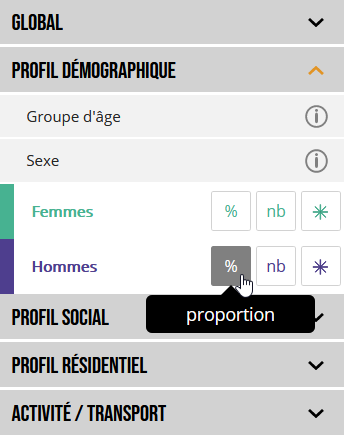 GLOBAL
PROFIL DÉMOGRAPHIQUE
Groupe d'âge
Sexe
Femmes % nb
Hommes % nb
proportion
PROFIL SOCIAL
PROFIL RÉSIDENTIEL
ACTIVITÉ / TRANSPORT